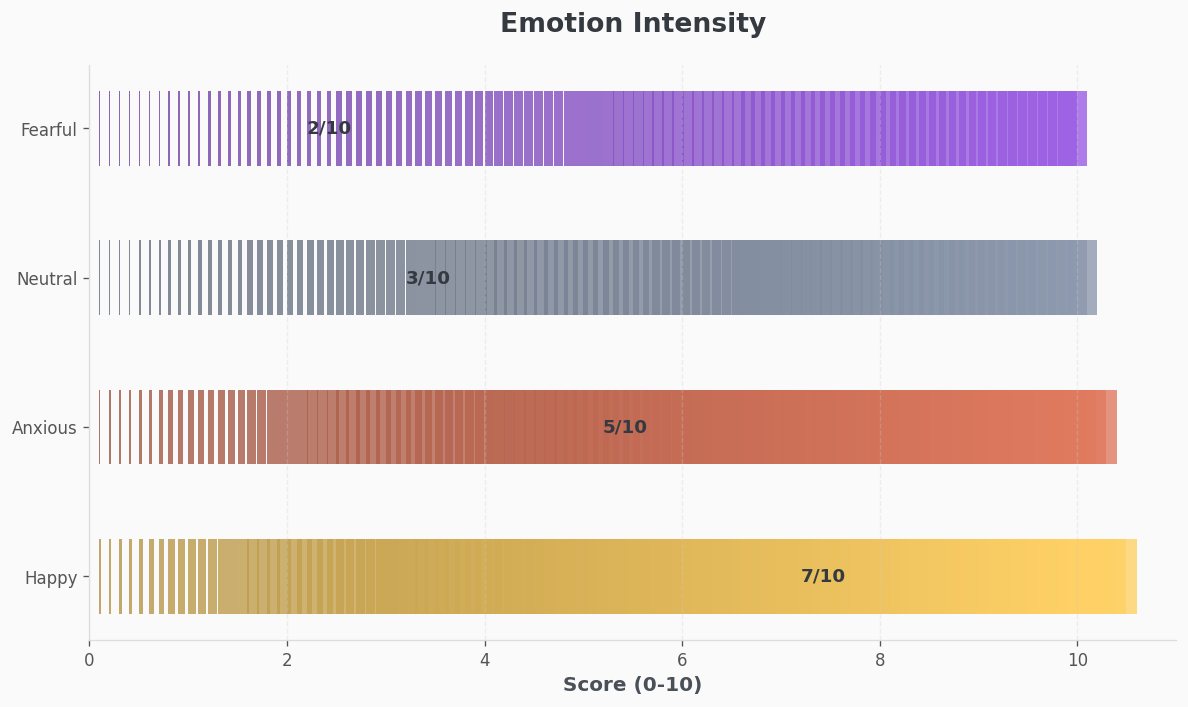 Emotion Intensity
Fearful
2/10
Neutral
3/10
Anxious
5/10
Happy
7/10
0 2 4 6 8 10
Score (0-10)